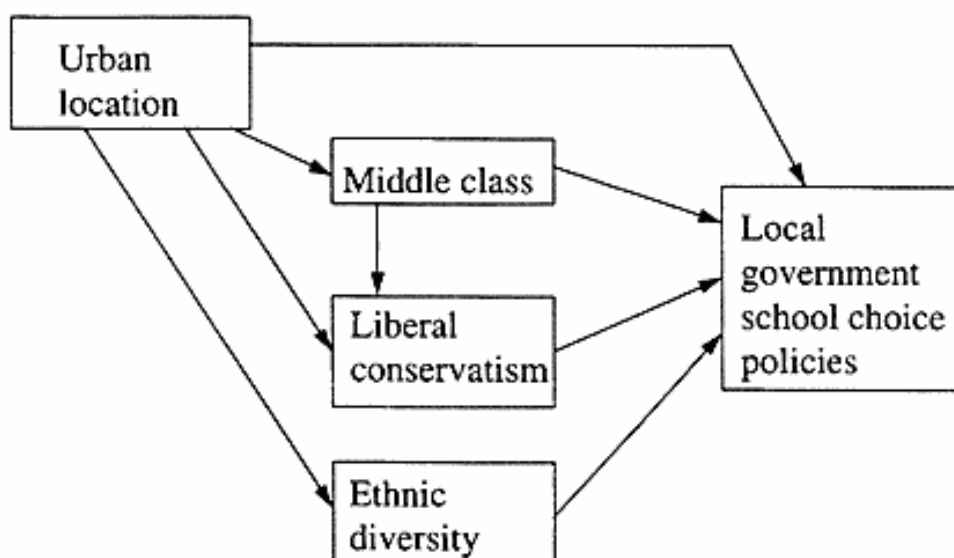 Urban
location
Middle class
Liberal
conservatism
Ethnic
diversity
Local
government
school choice
policies